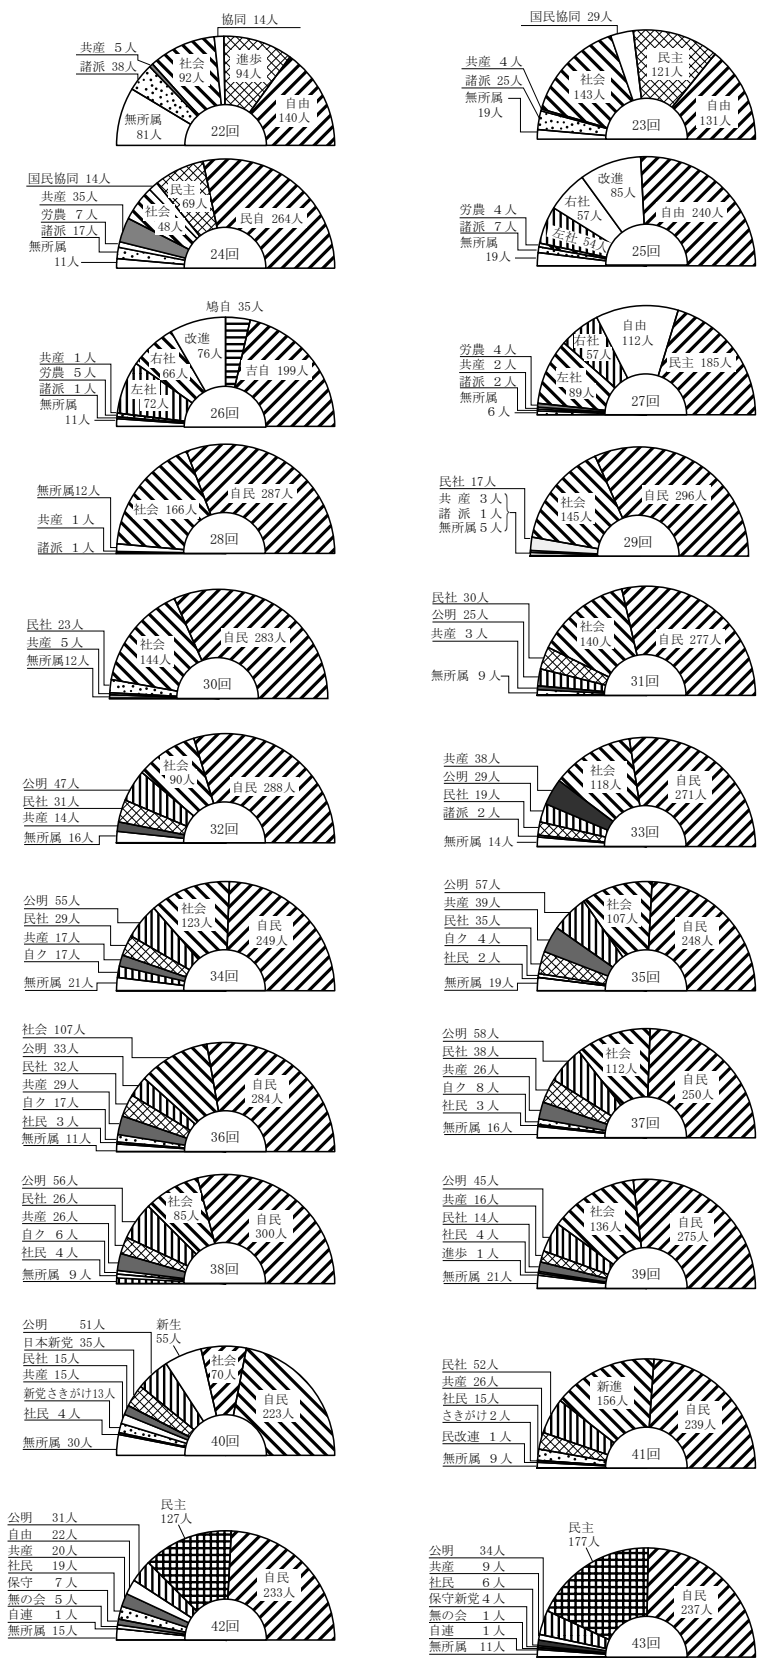 協同 14人
共産 5人
諸派 38人
無所属
81人
社会
92人
進歩
94人
自由
140人
22回
国民協同 29人
共産 4人
諸派 25人
無所属
19人
社会
143人
民主
121人
自由
131人
23回
国民協同 14人
共産 35人
労農 7人
諸派 17人
無所属
11人
社会
48人
民主
69人
民自 264人
24回
労農 4人
諸派 7人
無所属
19人
左社 54人
右社
57人
改進
85人
自由 240人
25回
鳩自 35人
共産 1人
労農 5人
諸派 1人
無所属
11人
左社
72人
右社
66人
改進
76人
吉自 199人
26回
労農 4人
共産 2人
諸派 2人
無所属
6人
左社
89人
右社
57人
自由
112人
民主 185人
27回
無所属12人
共産 1人
諸派 1人
社会 166人
自民 287人
28回
民社 17人
共 産 3人
諸 派 1人
無所属 5人
社会
145人
自民 296人
29回
民社 23人
共産 5人
無所属12人
社会
144人
自民 283人
30回
民社 30人
公明 25人
共産 3人
無所属 9人
社会
140人
自民 277人
31回
公明 47人
民社 31人
共産 14人
無所属 16人
社会
90人
自民 288人
32回
共産 38人
公明 29人
民社 19人
諸派 2人
無所属 14人
社会
118人
自民
271人
33回
公明 55人
民社 29人
共産 17人
自ク 17人
無所属 21人
社会
123人
自民
249人
34回
公明 57人
共産 39人
民社 35人
自ク 4人
社民 2人
無所属 19人
社会
107人
自民
248人
35回
社会 107人
公明 33人
民社 32人
共産 29人
自ク 17人
社民 3人
無所属 11人
自民
284人
36回
公明 58人
民社 38人
共産 26人
自ク 8人
社民 3人
無所属 16人
社会
112人
自民
250人
37回
公明 56人
民社 26人
共産 26人
自ク 6人
社民 4人
無所属 9人
社会
85人
自民
300人
38回
公明 45人
共産 16人
民社 14人
社民 4人
進歩 1人
無所属 21人
社会
136人
自民
275人
39回
公明 51人
日本新党 35人
民社 15人
共産 15人
新党さきがけ13人
社民 4人
無所属 30人
新生
55人
社会
70人
自民
223人
40回
民社 52人
共産 26人
社民 15人
さきがけ 2人
民改連 1人
無所属 9人
新進
156人
自民
239人
41回
公明 31人
自由 22人
共産 20人
社民 19人
保守 7人
無の会 5人
自連 1人
無所属 15人
民主
127人
自民
233人
42回
公明 34人
共産 9人
社民 6人
保守新党 4人
無の会 1人
自連 1人
無所属 11人
民主
177人
自民
237人
43回